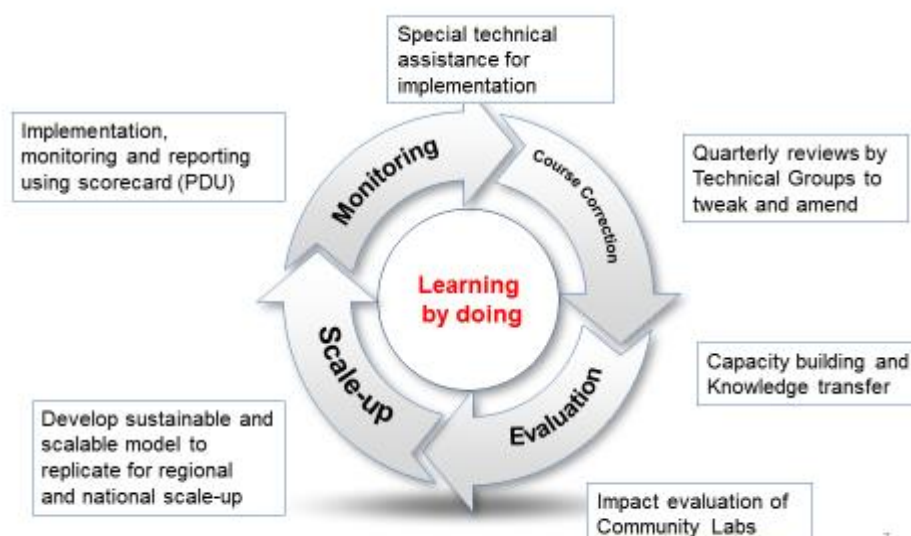 Special technical
assistance for
implementation
Implementation,
monitoring and reporting
using scorecard (PDU)
Monitoring
Course Correction
Quarterly reviews by
Technical Groups to
tweak and amend
Learning
by doing
Scale-up
Evaluation
Capacity building and
Knowledge transfer
Develop sustainable and
scalable model to
replicate for regional
and national scale-up
Impact evaluation of
Community Labs